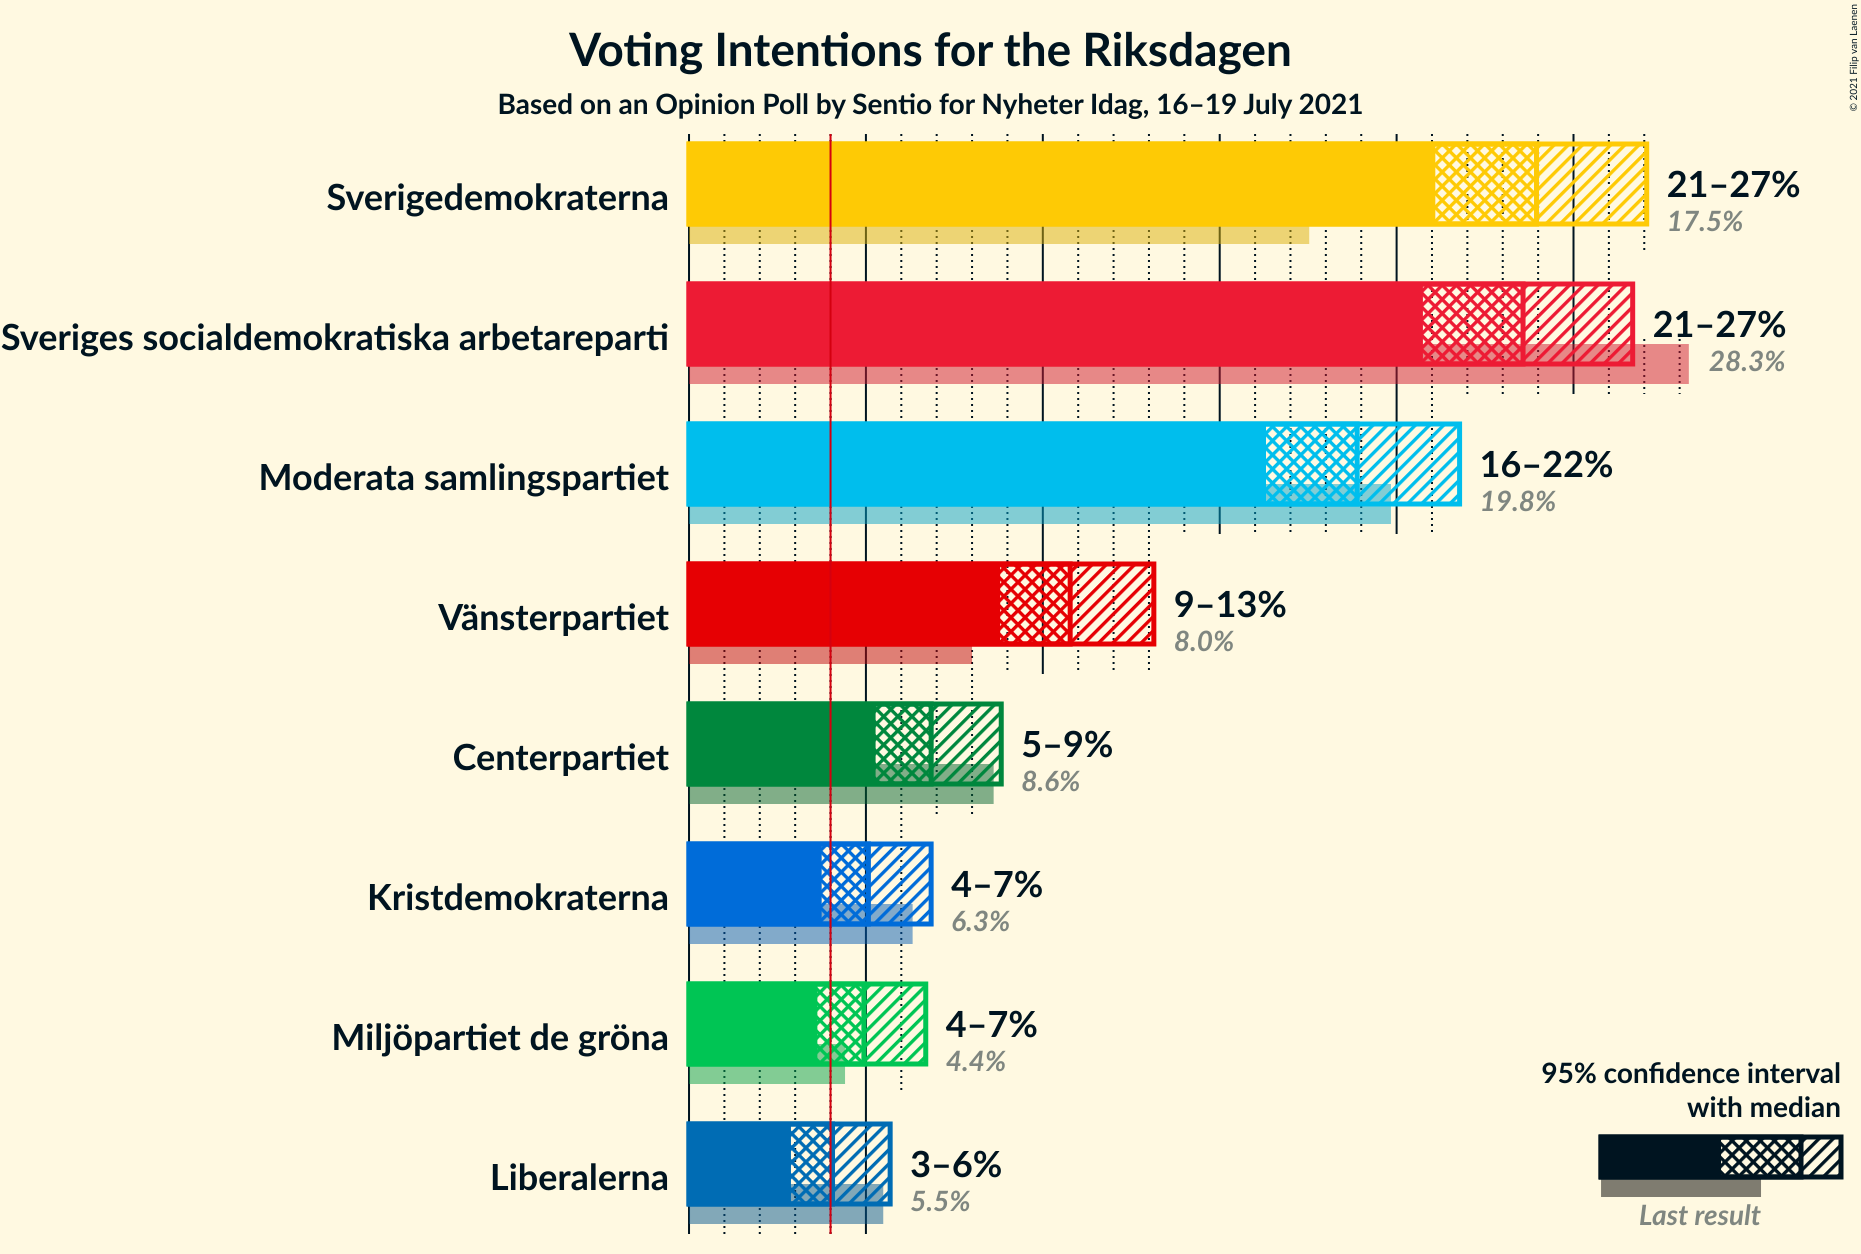 Voting Intentions for the Riksdagen
Based on an Opinion Poll by Sentio for Nyheter Idag, 16–19 July 2021
© 2021 Filip van Laenen
Sverigedemokraterna
21–27%
17.5%
Sveriges socialdemokratiska arbetareparti
21–27%
28.3%
Moderata samlingspartiet
16–22%
19.8%
Vänsterpartiet
9–13%
8.0%
Centerpartiet
5–9%
8.6%
Kristdemokraterna
4–7%
6.3%
Miljöpartiet de gröna
4–7%
4.4%
Liberalerna
3–6%
5.5%
95% confidence interval
with median
Last result